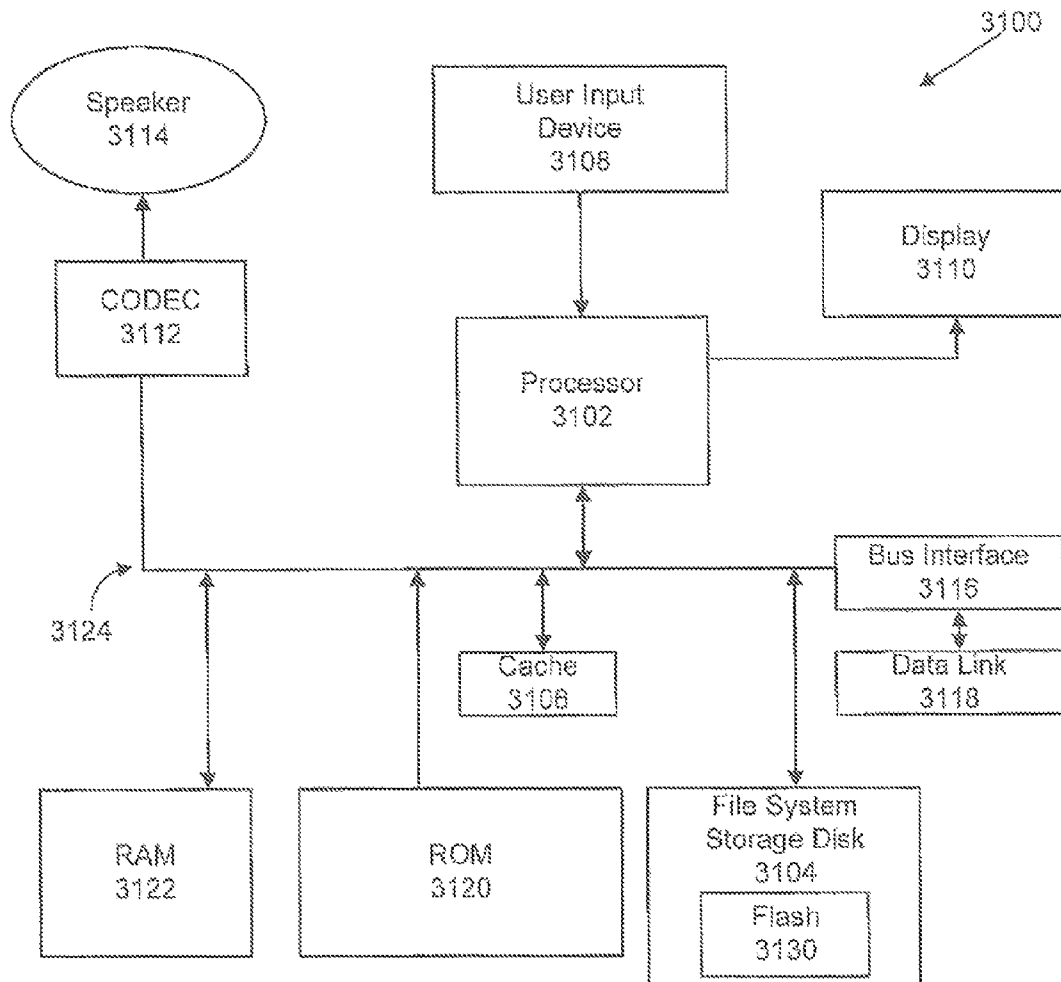 3100
Speaker
3114
User Input
Device
3108
Display
3110
CODEC
3112
Processor
3102
Bus Interface
3116
3124
Cache
3106
Data Link
3118
RAM
3122
ROM
3120
File System
Storage Disk
3104
Flash
3130